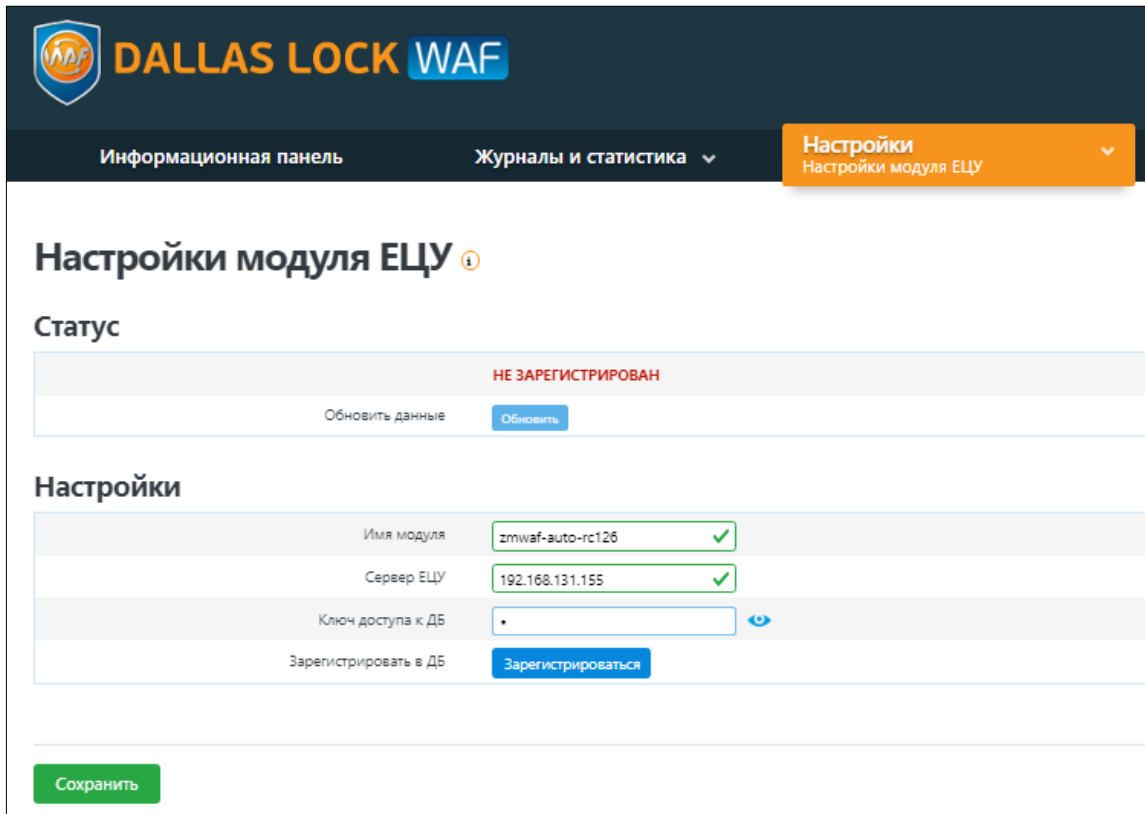 WAF DALLAS LOCK WAF
Информационная панель Журналы и статистика Настройки
Настройки модуля ЕЦУ
Настройки модуля ЕЦУ i
Статус
НЕ ЗАРЕГИСТРИРОВАН
Обновить данные Обновить
Настройки
Имя модуля zmwaf-auto-rc126
Сервер ЕЦУ 192.168.131.155
Ключ доступа к ДБ •
Зарегистрировать в ДБ Зарегистрироваться
Сохранить